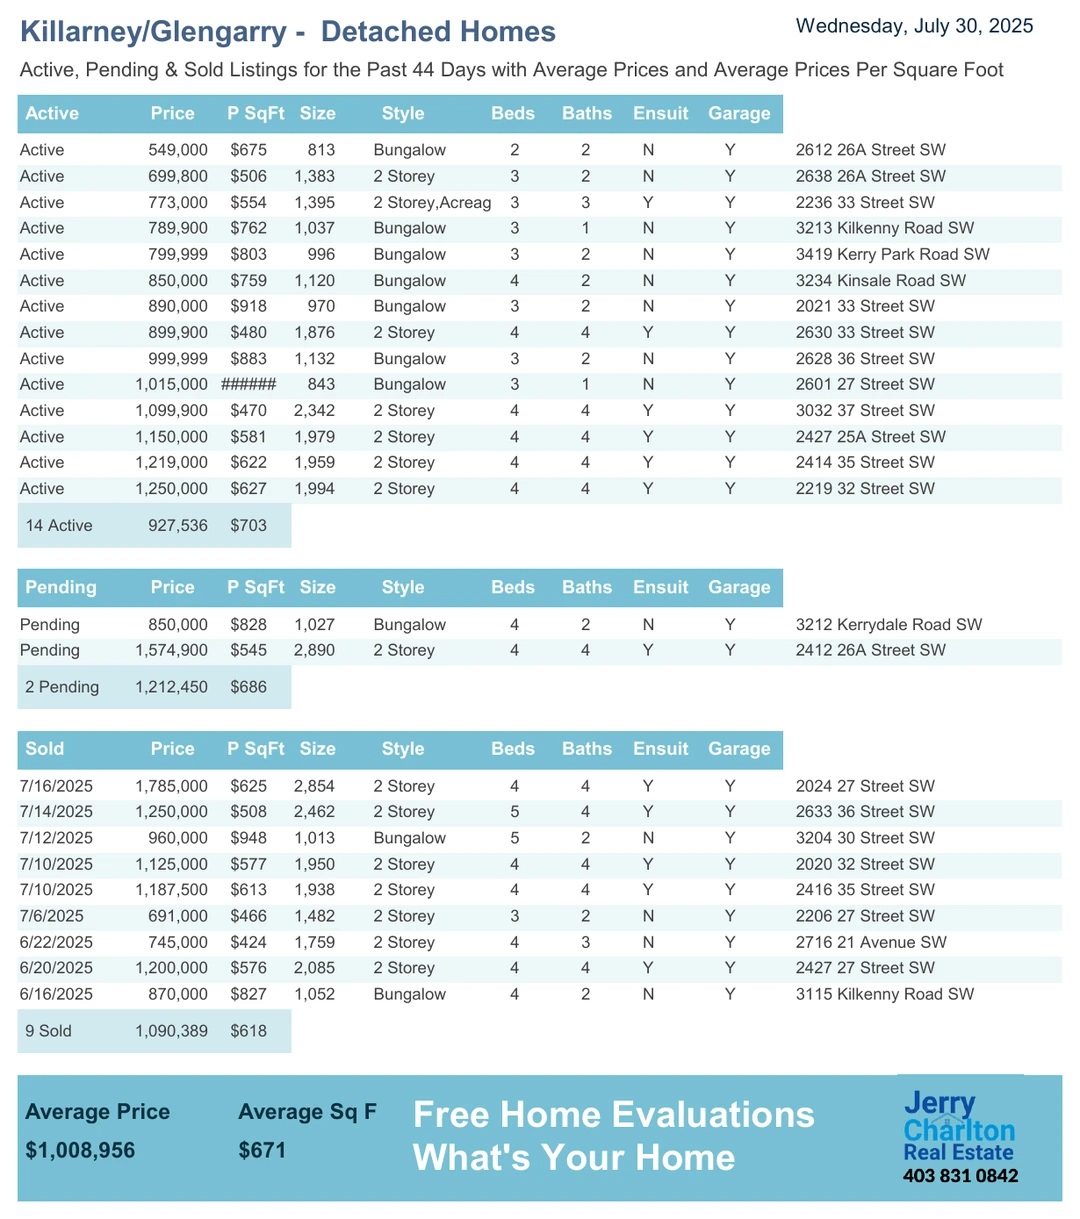 Killarney/Glengarry - Detached Homes Wednesday, July 30, 2025
Active, Pending & Sold Listings for the Past 44 Days with Average Prices and Average Prices Per Square Foot
Active Price P SqFt Size Style Beds Baths Ensuit Garage
Active 549,000 $675 813 Bungalow 2 2 N Y 2612 26A Street SW
Active 699,800 $506 1,383 2 Storey 3 2 N Y 2638 26A Street SW
Active 773,000 $554 1,395 2 Storey,Acreag 3 3 Y Y 2236 33 Street SW
Active 789,900 $762 1,037 Bungalow 3 1 N Y 3213 Kilkenny Road SW
Active 799,999 $803 996 Bungalow 3 2 N Y 3419 Kerry Park Road SW
Active 850,000 $759 1,120 Bungalow 4 2 N Y 3234 Kinsale Road SW
Active 890,000 $918 970 Bungalow 3 2 N Y 2021 33 Street SW
Active 899,900 $480 1,876 2 Storey 4 4 Y Y 2630 33 Street SW
Active 999,999 $883 1,132 Bungalow 3 2 N Y 2628 36 Street SW
Active 1,015,000 ###### 843 Bungalow 3 1 N Y 2601 27 Street SW
Active 1,099,900 $470 2,342 2 Storey 4 4 Y Y 3032 37 Street SW
Active 1,150,000 $581 1,979 2 Storey 4 4 Y Y 2427 25A Street SW
Active 1,219,000 $622 1,959 2 Storey 4 4 Y Y 2414 35 Street SW
Active 1,250,000 $627 1,994 2 Storey 4 4 Y Y 2219 32 Street SW
14 Active 927,536 $703
Pending Price P SqFt Size Style Beds Baths Ensuit Garage
Pending 850,000 $828 1,027 Bungalow 4 2 N Y 3212 Kerrydale Road SW
Pending 1,574,900 $545 2,890 2 Storey 4 4 Y Y 2412 26A Street SW
2 Pending 1,212,450 $686
Sold Price P SqFt Size Style Beds Baths Ensuit Garage
7/16/2025 1,785,000 $625 2,854 2 Storey 4 4 Y Y 2024 27 Street SW
7/14/2025 1,250,000 $508 2,462 2 Storey 5 4 Y Y 2633 36 Street SW
7/12/2025 960,000 $948 1,013 Bungalow 5 2 N Y 3204 30 Street SW
7/10/2025 1,125,000 $577 1,950 2 Storey 4 4 Y Y 2020 32 Street SW
7/10/2025 1,187,500 $613 1,938 2 Storey 4 4 Y Y 2416 35 Street SW
7/6/2025 691,000 $466 1,482 2 Storey 3 2 N Y 2206 27 Street SW
6/22/2025 745,000 $424 1,759 2 Storey 4 3 N Y 2716 21 Avenue SW
6/20/2025 1,200,000 $576 2,085 2 Storey 4 4 Y Y 2427 27 Street SW
6/16/2025 870,000 $827 1,052 Bungalow 4 2 N Y 3115 Kilkenny Road SW
9 Sold 1,090,389 $618
Average Price Average Sq F
$1,008,956 $671
Free Home Evaluations
What's Your Home
Jerry
Charlton
Real Estate
403 831 0842